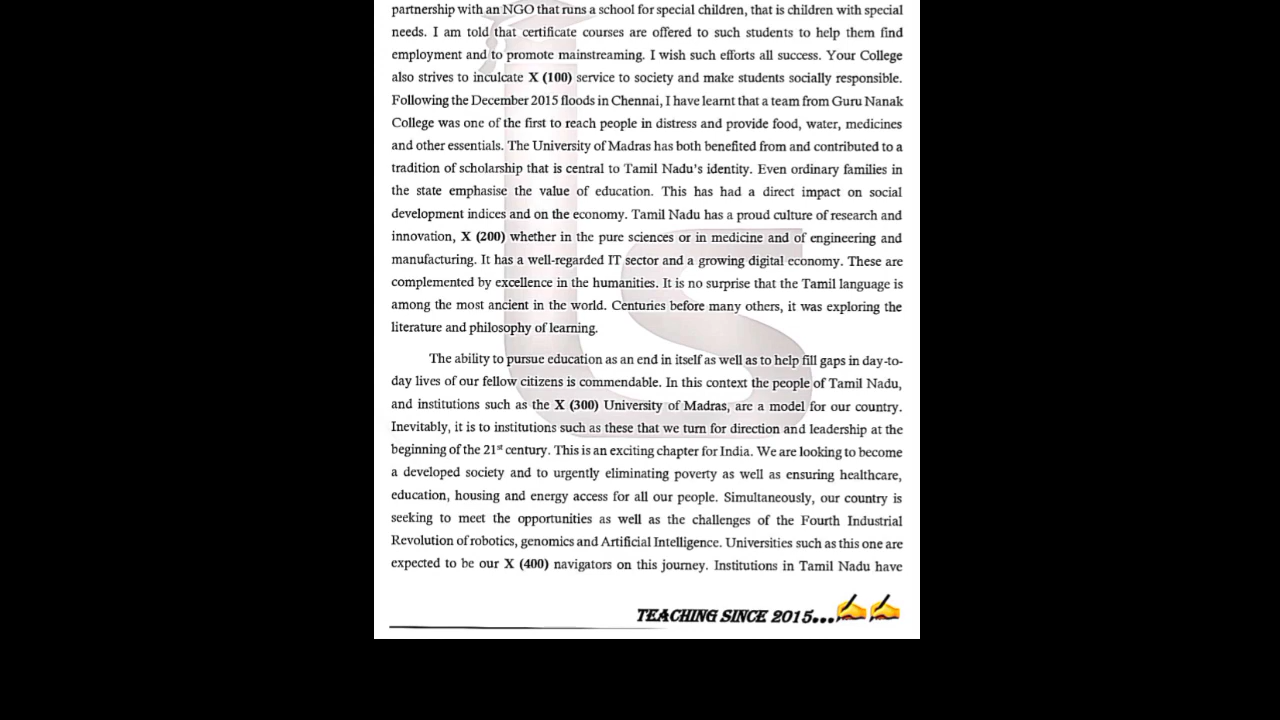 partnership with an NGO that runs a school for special children, that is children with special
needs. I am told that certificate courses are offered to such students to help them find
employment and to promote mainstreaming. I wish such efforts all success. Your College
also strives to inculcate X (100) service to society and make students socially responsible.
Following the December 2015 floods in Chennai, I have learnt that a team from Guru Nanak
College was one of the first to reach people in distress and provide food, water, medicines
and other essentials. The University of Madras has both benefited from and contributed to a
tradition of scholarship that is central to Tamil Nadu's identity. Even ordinary families in
the state emphasise the value of education. This has had a direct impact on social
development indices and on the economy. Tamil Nadu has a proud culture of research and
innovation, X (200) whether in the pure sciences or in medicine and of engineering and
manufacturing. It has a well-regarded IT sector and a growing digital economy. These are
complemented by excellence in the humanities. It is no surprise that the Tamil language is
among the most ancient in the world. Centuries before many others, it was exploring the
literature and philosophy of learning.
The ability to pursue education as an end in itself as well as to help fill gaps in day-to-
day lives of our fellow citizens is commendable. In this context the people of Tamil Nadu,
and institutions such as the X (300) University of Madras, are a model for our country.
Inevitably, it is to institutions such as these that we turn for direction and leadership at the
beginning of the 21st century. This is an exciting chapter for India. We are looking to become
a developed society and to urgently eliminating poverty as well as ensuring healthcare,
education, housing and energy access for all our people. Simultaneously, our country is
seeking to meet the opportunities as well as the challenges of the Fourth Industrial
Revolution of robotics, genomics and Artificial Intelligence. Universities such as this one are
expected to be our X (400) navigators on this journey. Institutions in Tamil Nadu have
TEACHING SINCE 2015...